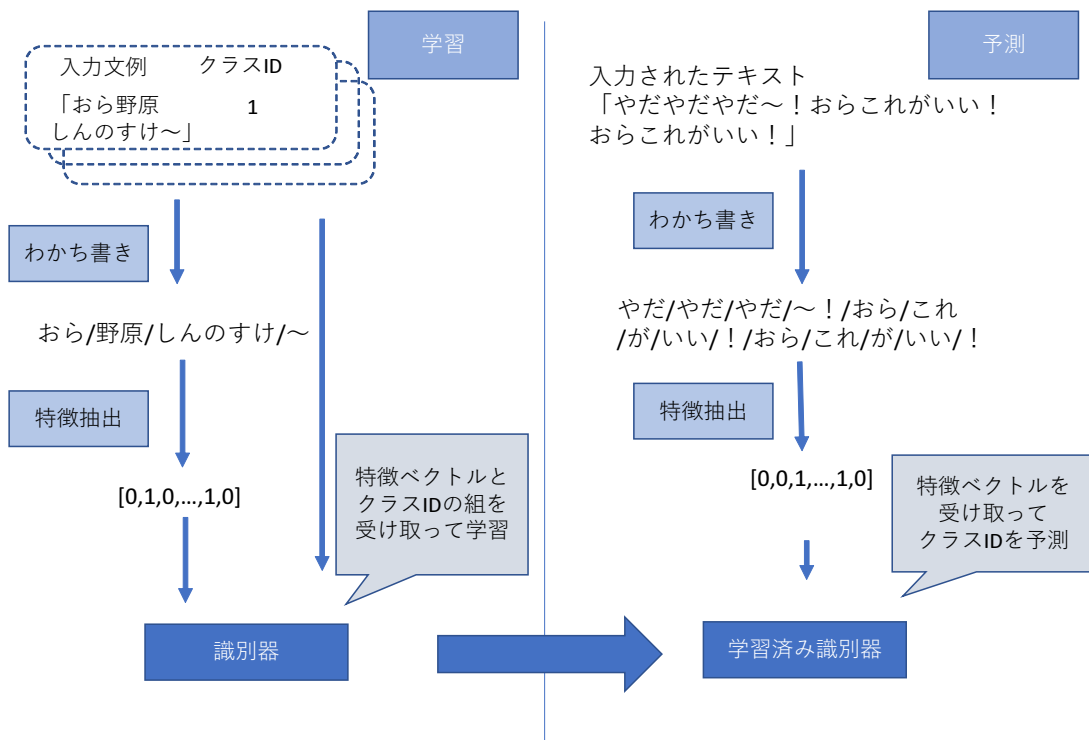 学習
入力文例 クラスID
「おら野原
しんのすけ～」
1
わかち書き
おら/野原/しんのすけ/～
特徴抽出
[0,1,0,…,1,0]
特徴ベクトルと
クラスIDの組を
受け取って学習
識別器
予測
入力されたテキスト
「やだやだやだ～！おらこれがいい！
おらこれがいい！」
わかち書き
やだ/やだ/やだ/～！/おら/これ
/が/いい/！/おら/これ/が/いい/！
特徴抽出
[0,0,1,…,1,0]
特徴ベクトルを
受け取って
クラスIDを予測
学習済み識別器